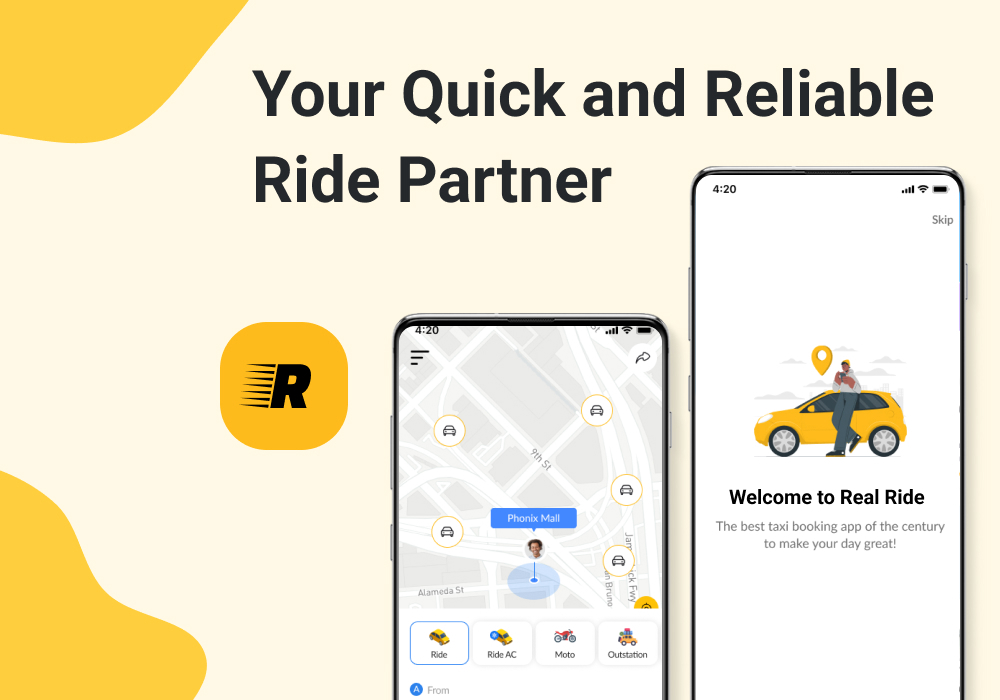 Your Quick and Reliable
Ride Partner
R
4:20
9th St
Phonix Mall
Alameda St
Ride
Ride AC
Moto
Outstation
A From
4:20
Skip
Welcome to Real Ride
The best taxi booking app of the century
to make your day great!